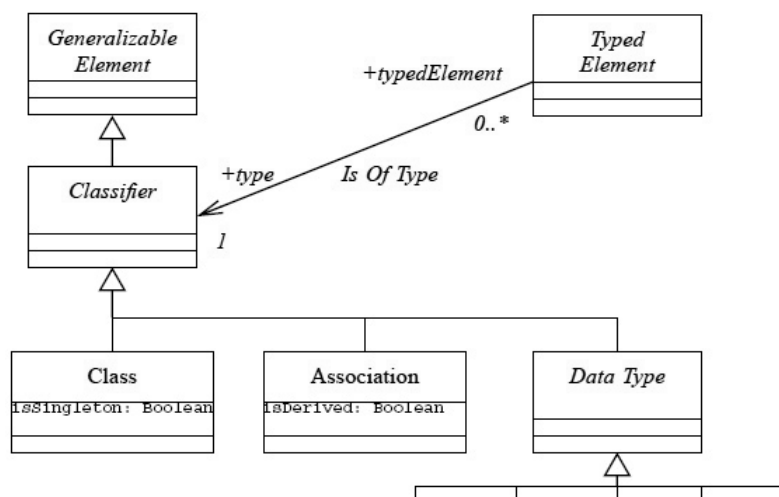 Generalizable
Element
Typed
Element
+typedElement
0..*
Classifier
+type
Is Of Type
1
Class
isSingleton: Boolean
Association
isDerived: Boolean
Data Type